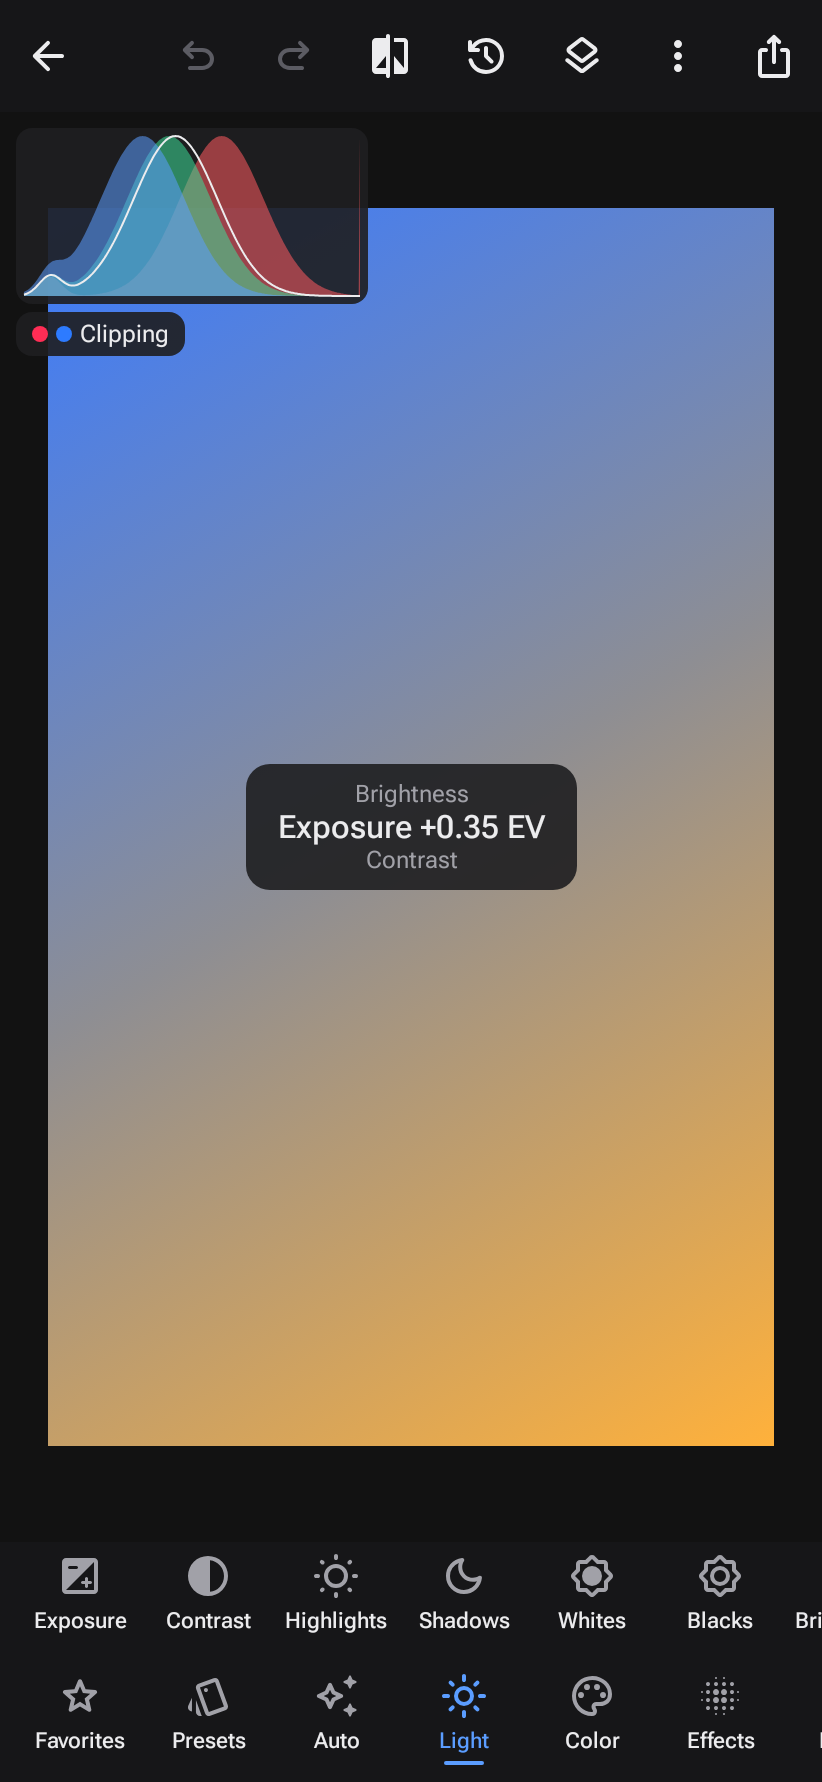 Clipping
Brightness
Exposure +0.35 EV
Contrast
Exposure Contrast Highlights Shadows Whites Blacks Bri
Favorites Presets Auto Light Color Effects